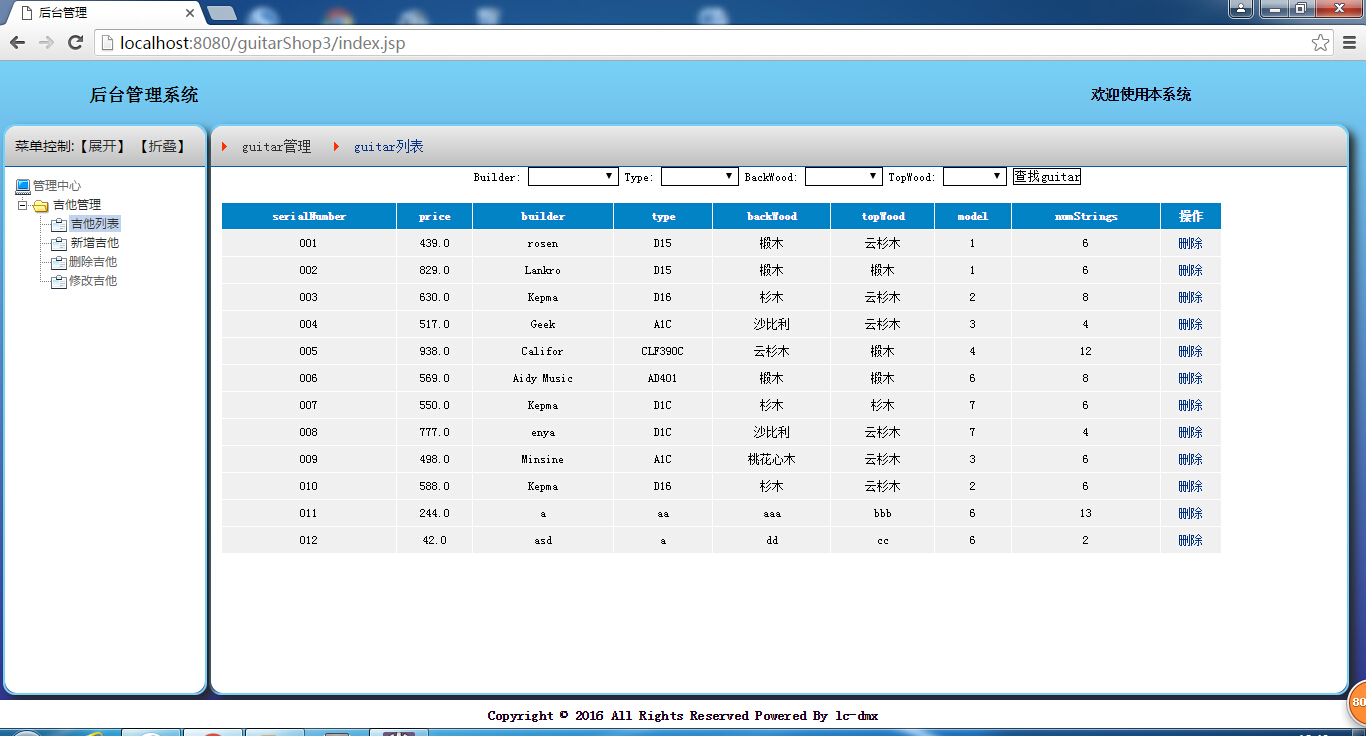 后台管理
localhost:8080/guitarShop3/index.jsp
后台管理系统
欢迎使用本系统
菜单控制:【展开】 【折叠】
guitar管理 guitar列表
管理中心
吉他管理
吉他列表
新增吉他
删除吉他
修改吉他
Builder: Type: BackWood: TopWood: 查找guitar
serialNumber price builder type backWood topWood model numStrings 操作
001 439.0 rosen D15 椴木 云杉木 1 6 删除
002 829.0 Lankro D15 椴木 椴木 1 6 删除
003 630.0 Kepma D16 杉木 云杉木 2 8 删除
004 517.0 Geek A1C 沙比利 云杉木 3 4 删除
005 938.0 Califor CLF390C 云杉木 椴木 4 12 删除
006 569.0 Aidy Music AD401 椴木 椴木 6 8 删除
007 550.0 Kepma D1C 杉木 杉木 7 6 删除
008 777.0 enya D1C 沙比利 云杉木 7 4 删除
009 498.0 Minsine A1C 桃花心木 云杉木 3 6 删除
010 588.0 Kepma D16 杉木 云杉木 2 6 删除
011 244.0 a aa aaa bbb 6 13 删除
012 42.0 asd a dd cc 6 2 删除
80
Copyright © 2016 All Rights Reserved Powered By lc-dmx